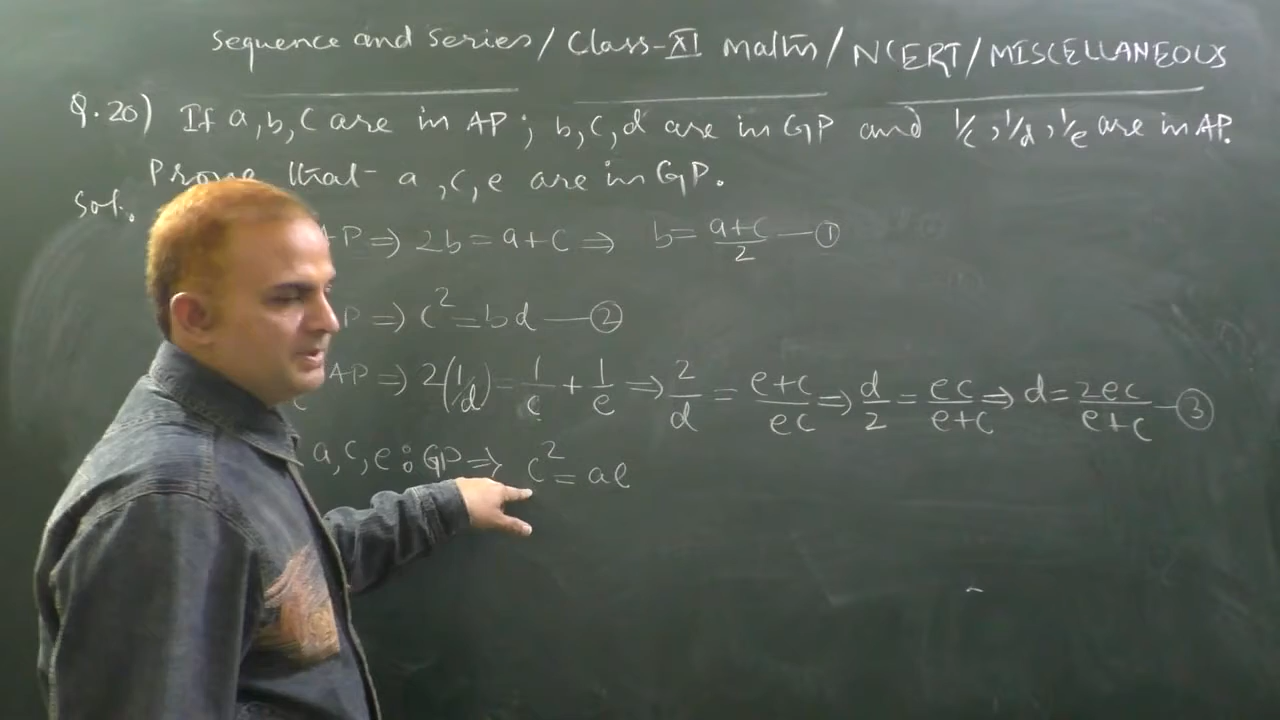 Sequence and Series/Class-XI Maths/NCERT/MISCELLANEOUS
Q.20) If a,b,c are in AP; b,c,d are in GP and 1/c, 1/d, 1/e are in AP.
Prove that a,c,e are in GP.
Sol.
AP ⇒ 2b = a+c ⇒ b = (a+c)/2 — ①
P ⇒ c² = bd — ②
AP ⇒ 2(1/d) = 1/c + 1/e ⇒ 2/d = (e+c)/ec ⇒ d/2 = ec/(e+c) ⇒ d = 2ec/(e+c) — ③
a,c,e : GP ⇒ c² = ae